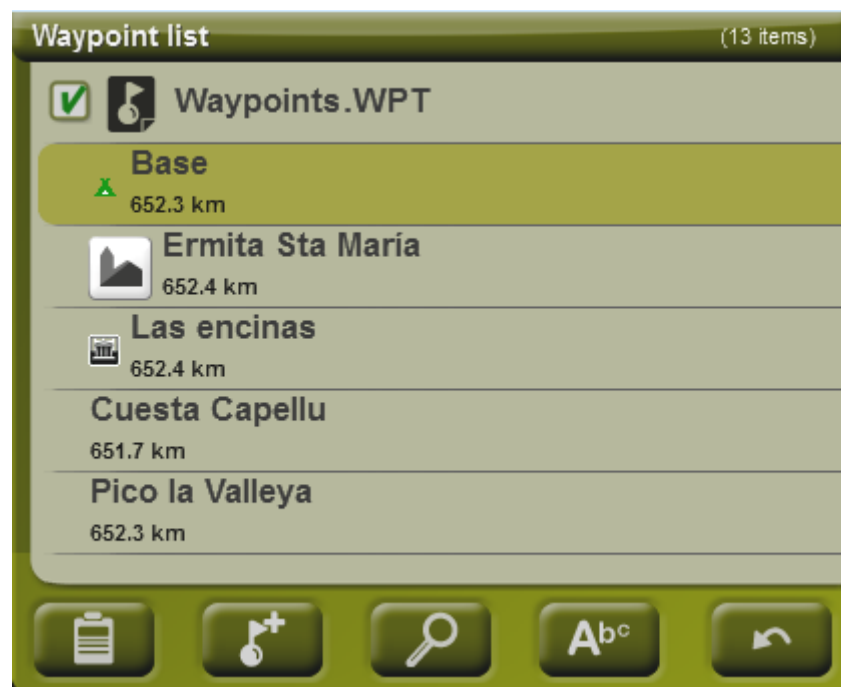 Waypoint list
(13 items)
Waypoints.WPT
Base
652.3 km
Ermita Sta María
652.4 km
Las encinas
652.4 km
Cuesta Capellu
651.7 km
Pico la Valleya
652.3 km
Abc